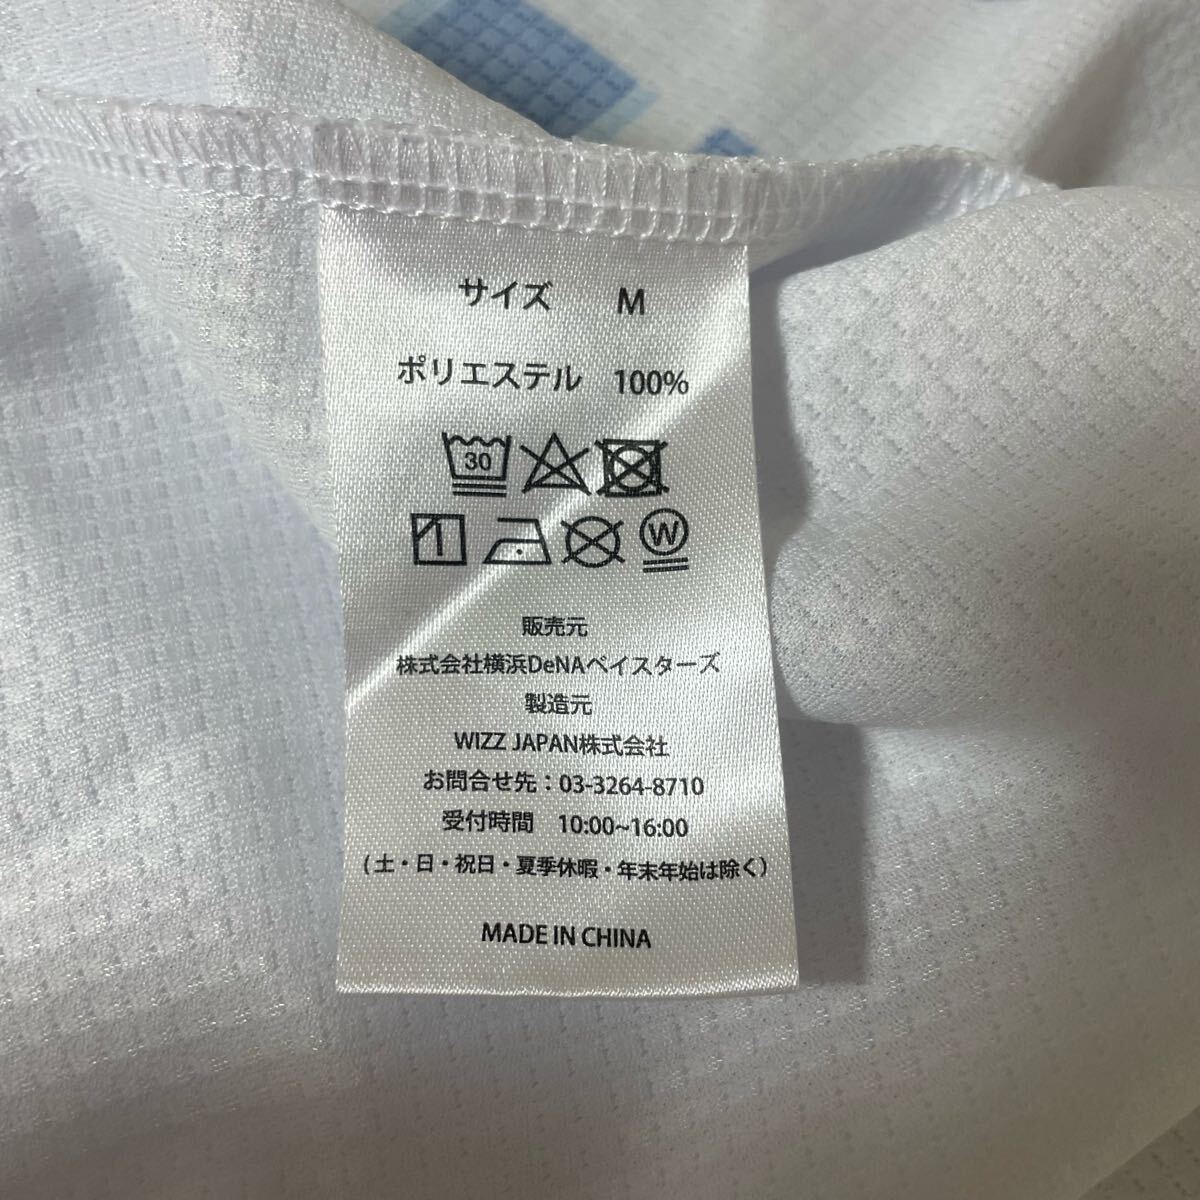 サイズ　M
ポリエステル　100%
30
W
販売元
株式会社横浜DeNAベイスターズ
製造元
WIZZ JAPAN株式会社
お問合せ先：03-3264-8710
受付時間　10:00~16:00
(土・日・祝日・夏季休暇・年末年始は除く)
MADE IN CHINA